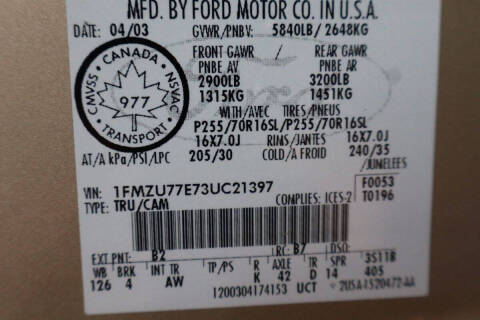 MFD. BY FORD MOTOR CO. IN U.S.A.
DATE: 04/03 GVWR/PNBV: 5840LB/ 2648KG
FRONT GAWR / REAR GAWR
PNBE AV PNBE AR
2900LB 3200LB
1315KG 1451KG
CMVSS • CANADA • NSVAC
977
TRANSPORT
WITH/AVEC TIRES/PNEUS
P255/70R16SL/P255/70R16SL
16X7.0J RIMS/JANTES 16X7.0J
AT/A kPa/PSI/LPC 205/30 COLD/A FROID 240/35
/JUMELEES
VIN: 1FMZU77E73UC21397 F0053
TYPE: TRU/CAM COMPLIES: ICES-2 T0196
EXT PNT: B2 RC: B7 DSO:
WB BRK INT TR TP/PS R AXLE TR SPR 3S11B
126 4 AW K 42 D 14 405
1200304174153 UCT